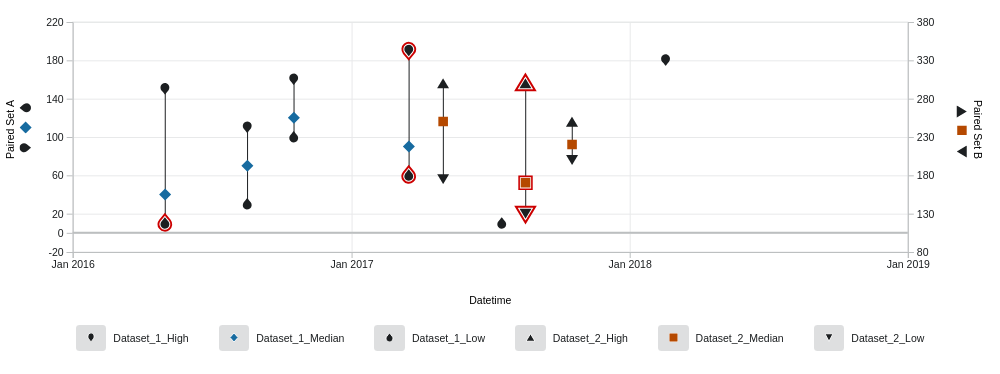 220
180
140
100
60
20
0
-20
Paired Set A
380
330
280
230
180
130
80
Paired Set B
Jan 2016
Jan 2017
Jan 2018
Jan 2019
Datetime
Dataset_1_High
Dataset_1_Median
Dataset_1_Low
Dataset_2_High
Dataset_2_Median
Dataset_2_Low